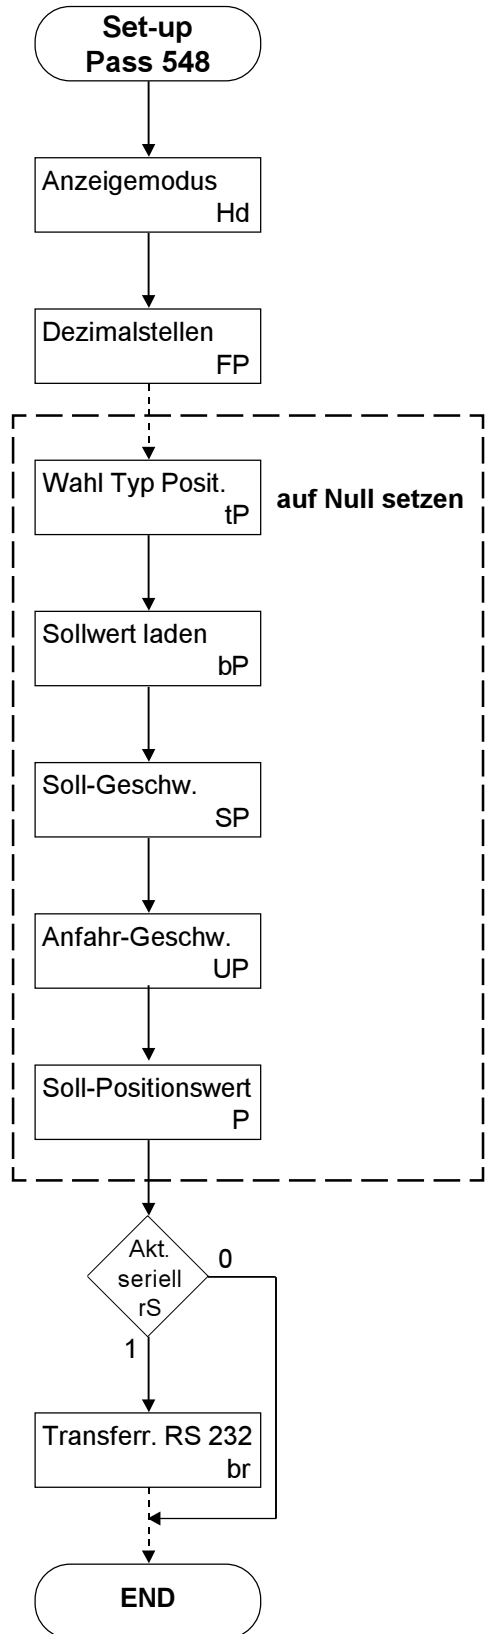 Set-up
Pass 548
Anzeigemodus
Hd
Dezimalstellen
FP
Wahl Typ Posit.
tP
auf Null setzen
Sollwert laden
bP
Soll-Geschw.
SP
Anfahr-Geschw.
UP
Soll-Positionswert
P
Akt.
seriell
rS
0
1
Transferr. RS 232
br
END